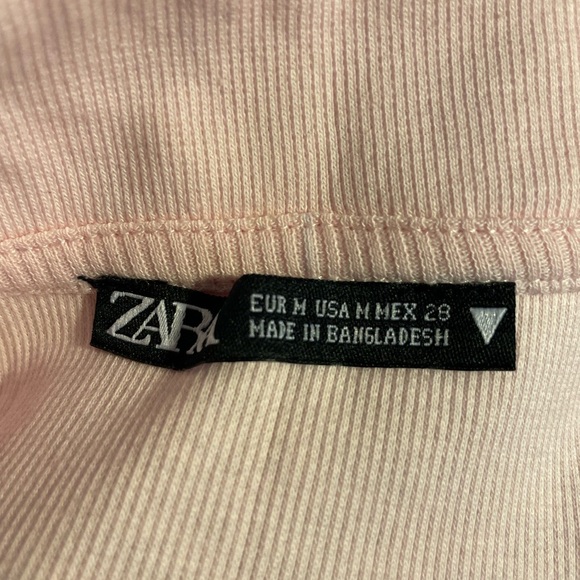 ZARA
EUR M USA M MEX 28
MADE IN BANGLADESH